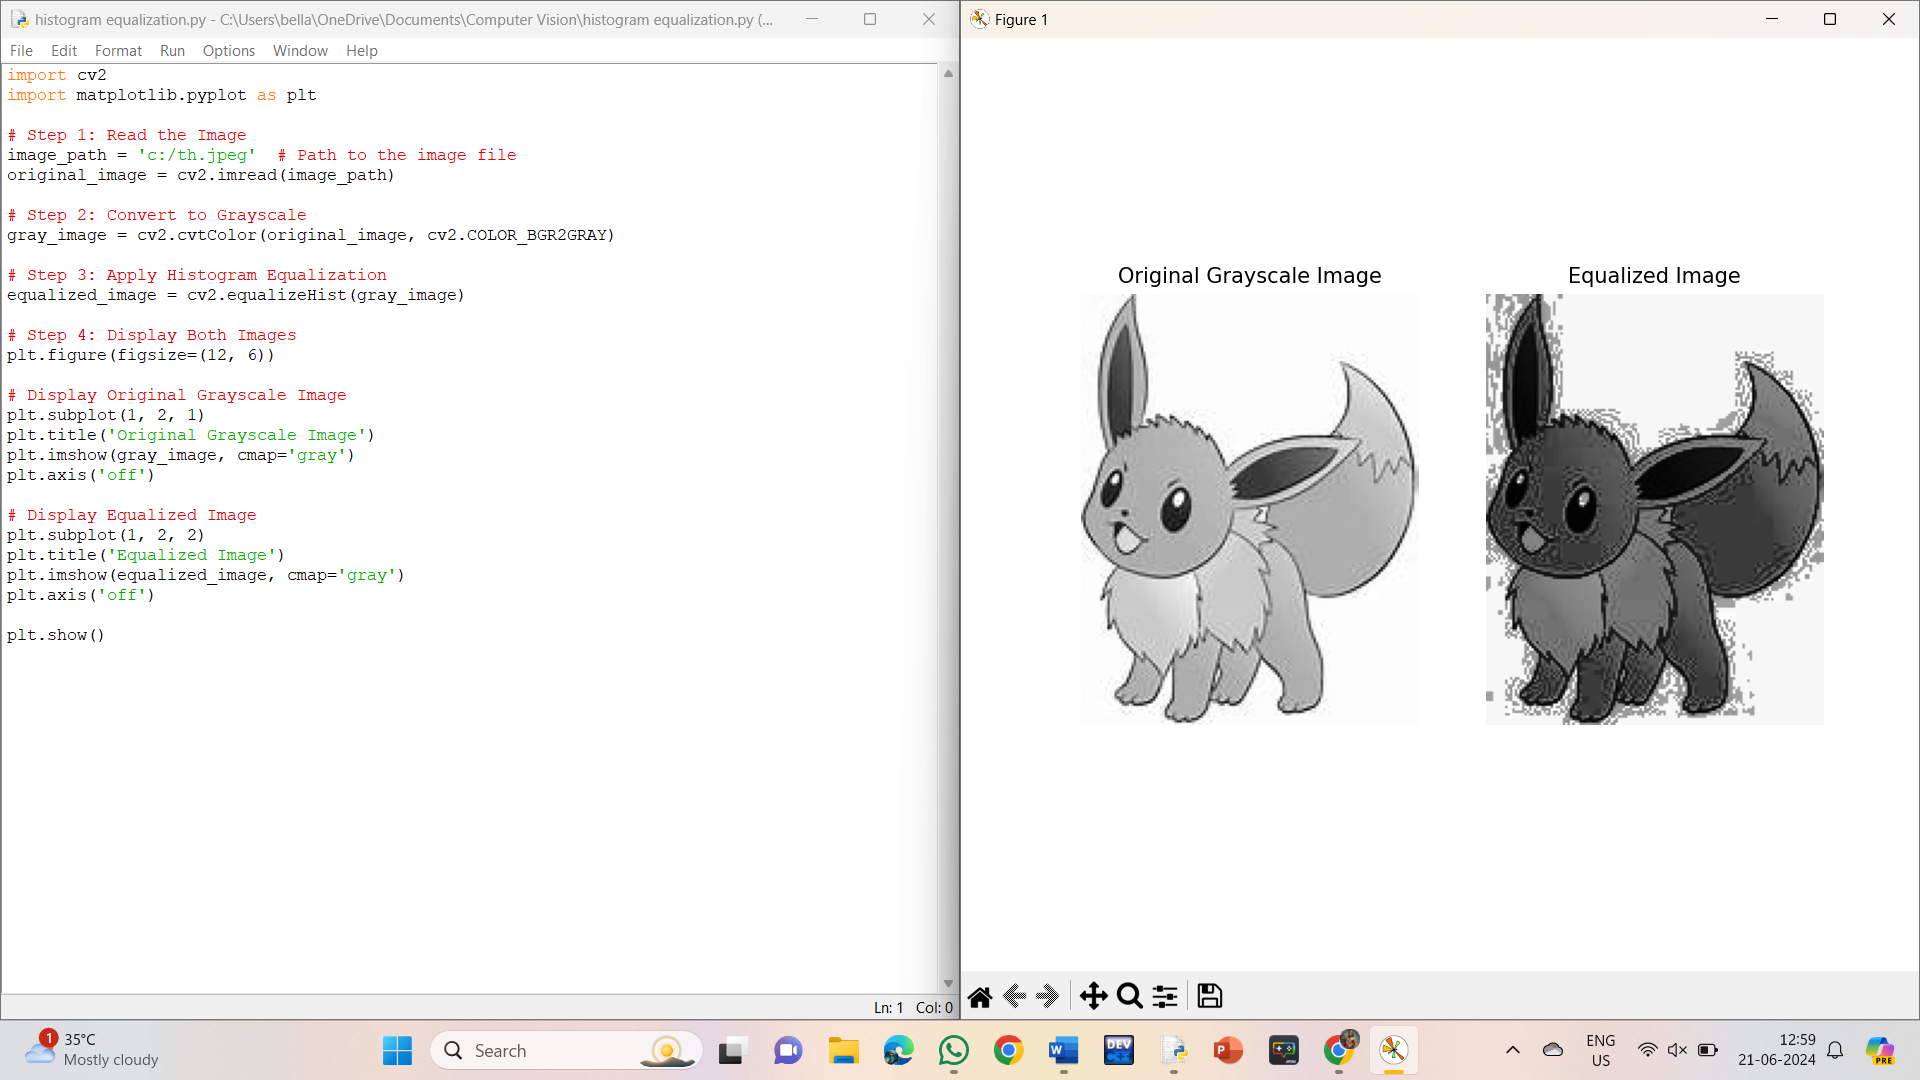 histogram equalization.py - C:\Users\bella\OneDrive\Documents\Computer Vision\histogram equalization.py (...
File Edit Format Run Options Window Help
import cv2
import matplotlib.pyplot as plt
# Step 1: Read the Image
image_path = 'c:/th.jpeg'  # Path to the image file
original_image = cv2.imread(image_path)
# Step 2: Convert to Grayscale
gray_image = cv2.cvtColor(original_image, cv2.COLOR_BGR2GRAY)
# Step 3: Apply Histogram Equalization
equalized_image = cv2.equalizeHist(gray_image)
# Step 4: Display Both Images
plt.figure(figsize=(12, 6))
# Display Original Grayscale Image
plt.subplot(1, 2, 1)
plt.title('Original Grayscale Image')
plt.imshow(gray_image, cmap='gray')
plt.axis('off')
# Display Equalized Image
plt.subplot(1, 2, 2)
plt.title('Equalized Image')
plt.imshow(equalized_image, cmap='gray')
plt.axis('off')
plt.show()
Ln: 1 Col: 0
Figure 1
Original Grayscale Image
Equalized Image
1
35°C
Mostly cloudy
Search
W
DEV
C++
P
ENG
US
12:59
21-06-2024
PRE